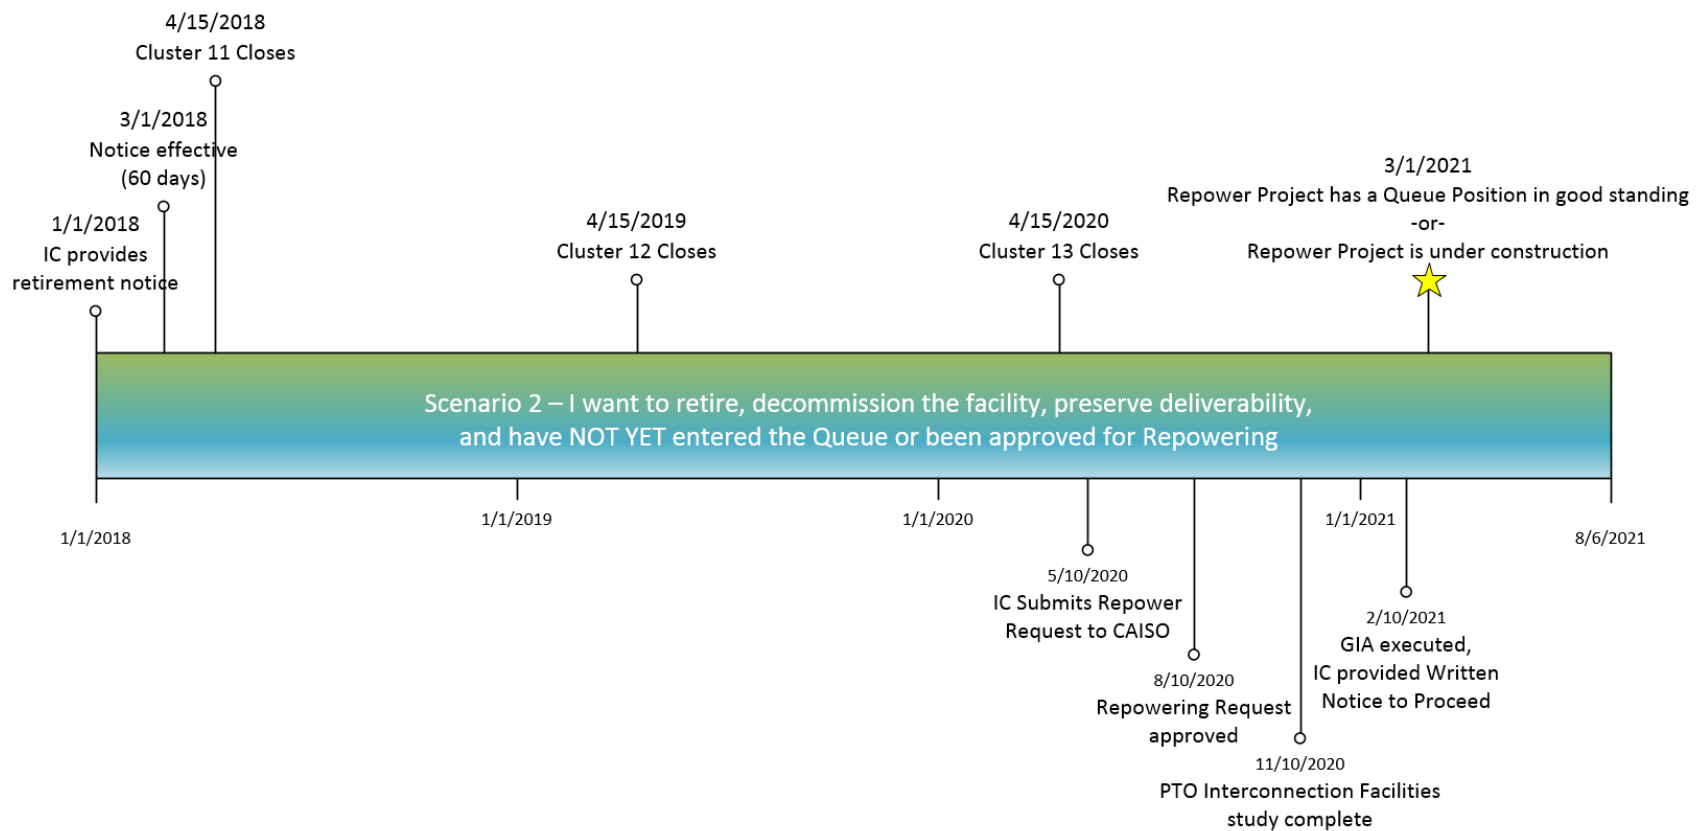 4/15/2018
Cluster 11 Closes
3/1/2018
Notice effective
(60 days)
1/1/2018
IC provides
retirement notice
4/15/2019
Cluster 12 Closes
4/15/2020
Cluster 13 Closes
3/1/2021
Repower Project has a Queue Position in good standing
-or-
Repower Project is under construction
Scenario 2 – I want to retire, decommission the facility, preserve deliverability,
and have NOT YET entered the Queue or been approved for Repowering
1/1/2018
1/1/2019
1/1/2020
1/1/2021
8/6/2021
5/10/2020
IC Submits Repower
Request to CAISO
8/10/2020
Repowering Request
approved
11/10/2020
PTO Interconnection Facilities
study complete
2/10/2021
GIA executed,
IC provided Written
Notice to Proceed